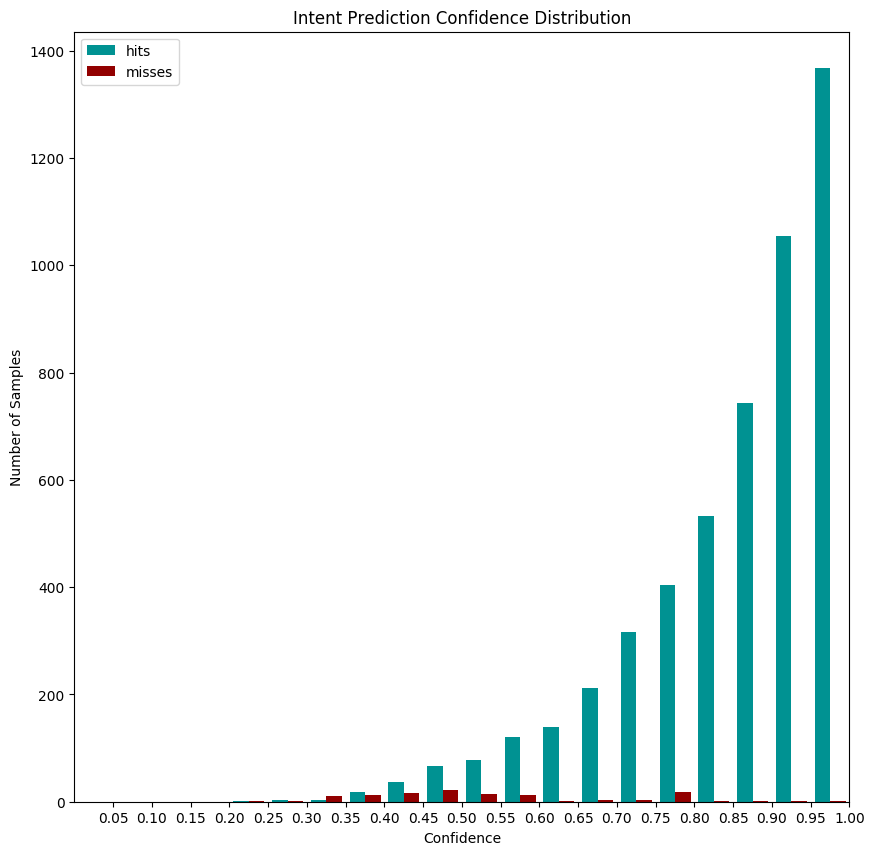 Intent Prediction Confidence Distribution
hits
misses
1400
1200
1000
800
600
400
200
0
Number of Samples
0.05 0.10 0.15 0.20 0.25 0.30 0.35 0.40 0.45 0.50 0.55 0.60 0.65 0.70 0.75 0.80 0.85 0.90 0.95 1.00
Confidence